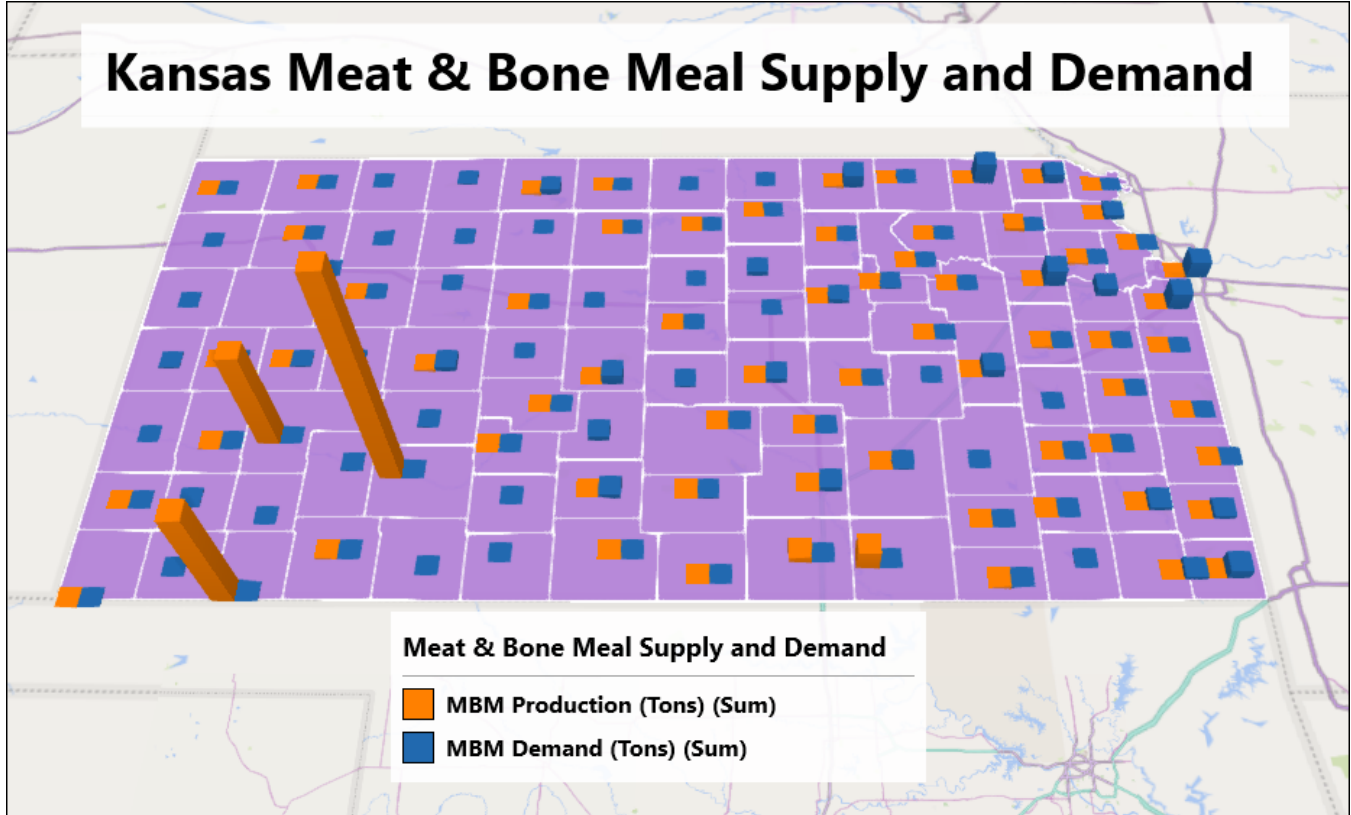 Kansas Meat & Bone Meal Supply and Demand
Meat & Bone Meal Supply and Demand
MBM Production (Tons) (Sum)
MBM Demand (Tons) (Sum)